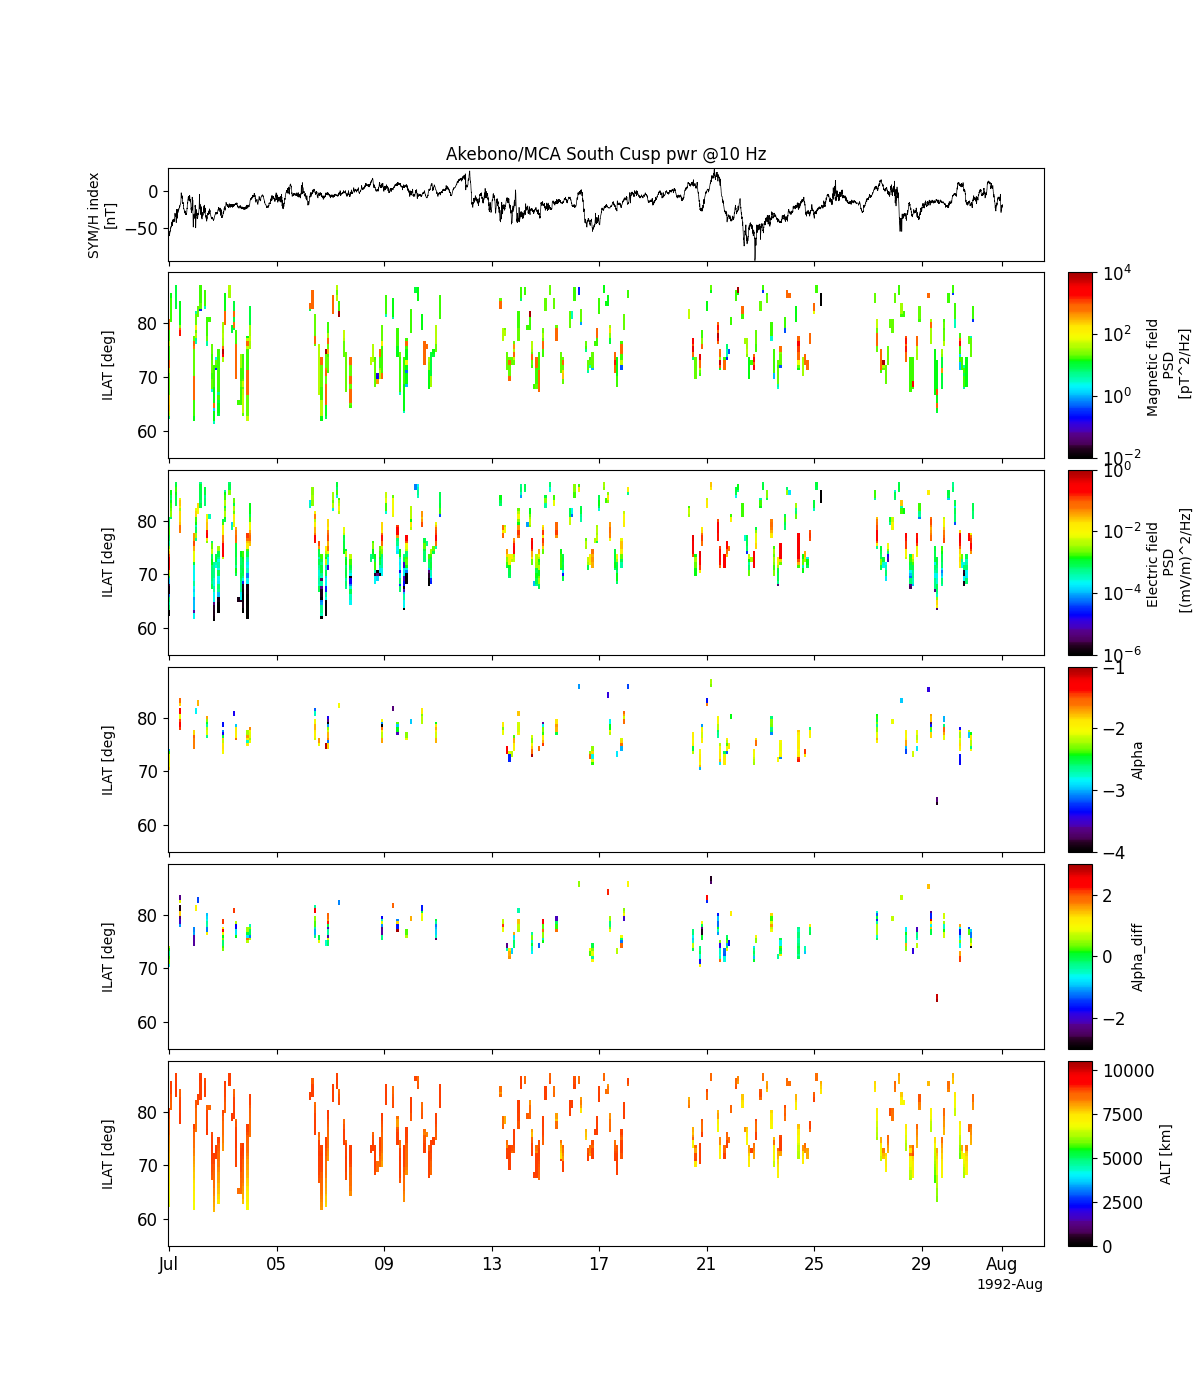 Akebono/MCA South Cusp pwr @10 Hz
SYM/H index
[nT]
0
−50
ILAT [deg]
80
70
60
10^4
10^2
10^0
10^−2
Magnetic field
PSD
[pT^2/Hz]
ILAT [deg]
80
70
60
10^0
10^−2
10^−4
10^−6
Electric field
PSD
[(mV/m)^2/Hz]
ILAT [deg]
80
70
60
−1
−2
−3
−4
Alpha
ILAT [deg]
80
70
60
2
0
−2
Alpha_diff
ILAT [deg]
80
70
60
10000
7500
5000
2500
0
ALT [km]
Jul 05 09 13 17 21 25 29 Aug
1992-Aug